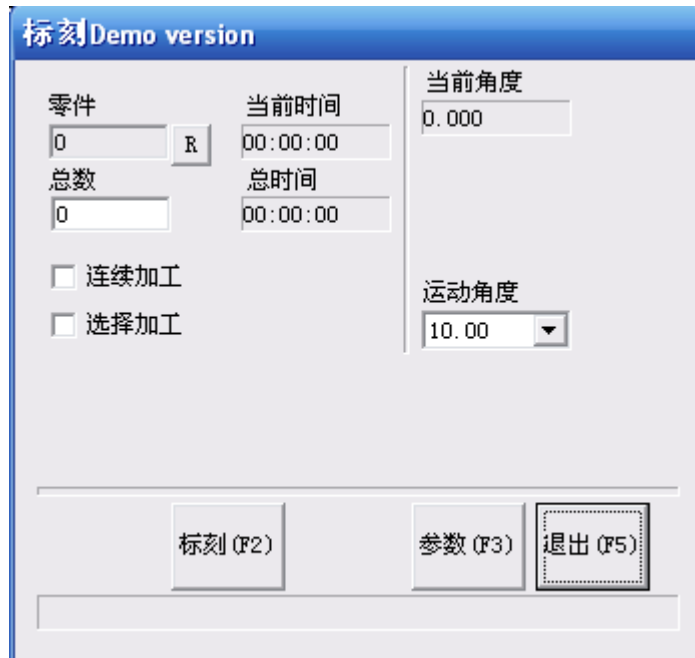 标刻Demo version
零件
当前时间
0
R
00:00:00
总数
总时间
0
00:00:00
连续加工
选择加工
当前角度
0.000
运动角度
10.00
标刻(F2)
参数(F3)
退出(F5)